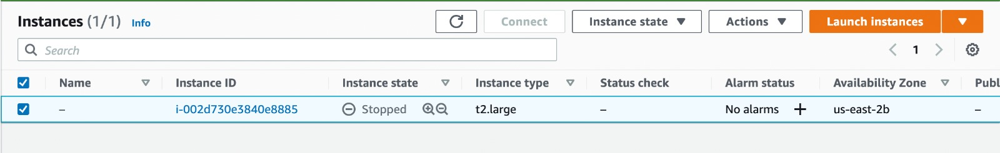 Instances (1/1) Info Connect Instance state Actions Launch instances
Search 1
Name Instance ID Instance state Instance type Status check Alarm status Availability Zone Publ
– i-002d730e3840e8885 Stopped t2.large – No alarms + us-east-2b –